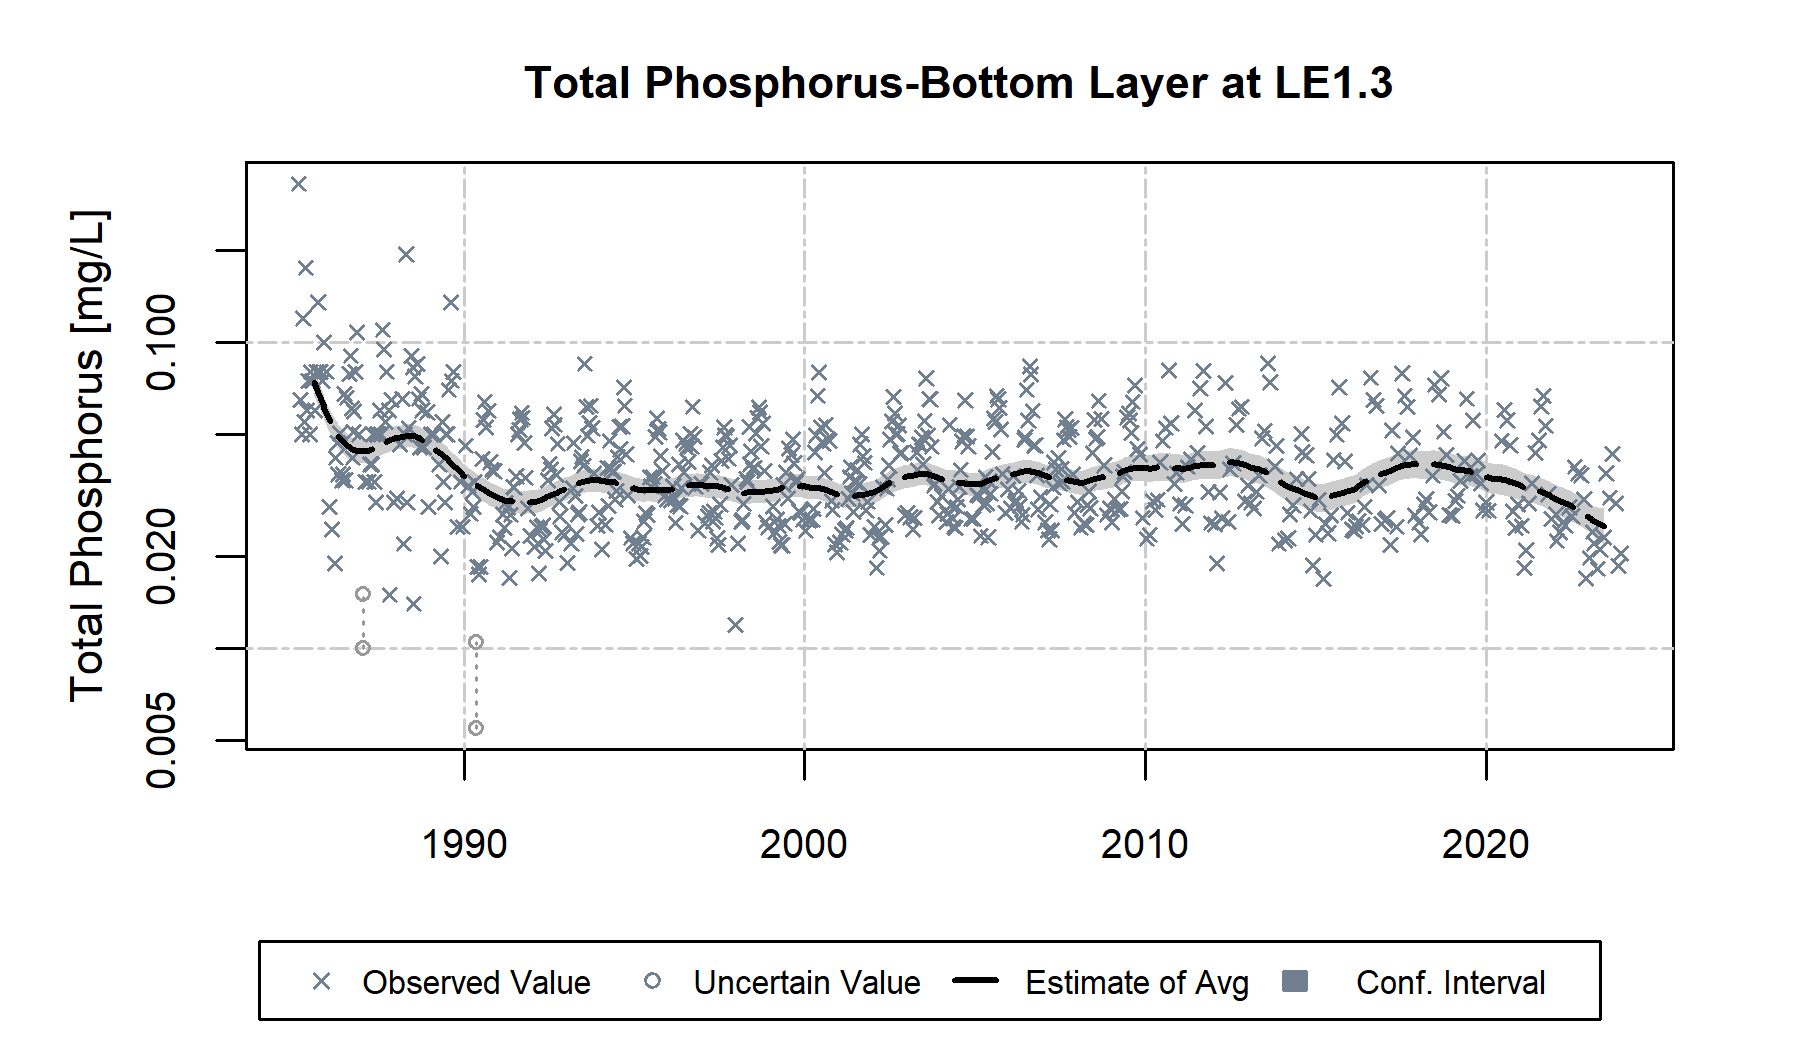 Total Phosphorus-Bottom Layer at LE1.3
Total Phosphorus [mg/L]
0.100
0.020
0.005
1990
2000
2010
2020
Observed Value
Uncertain Value
Estimate of Avg
Conf. Interval